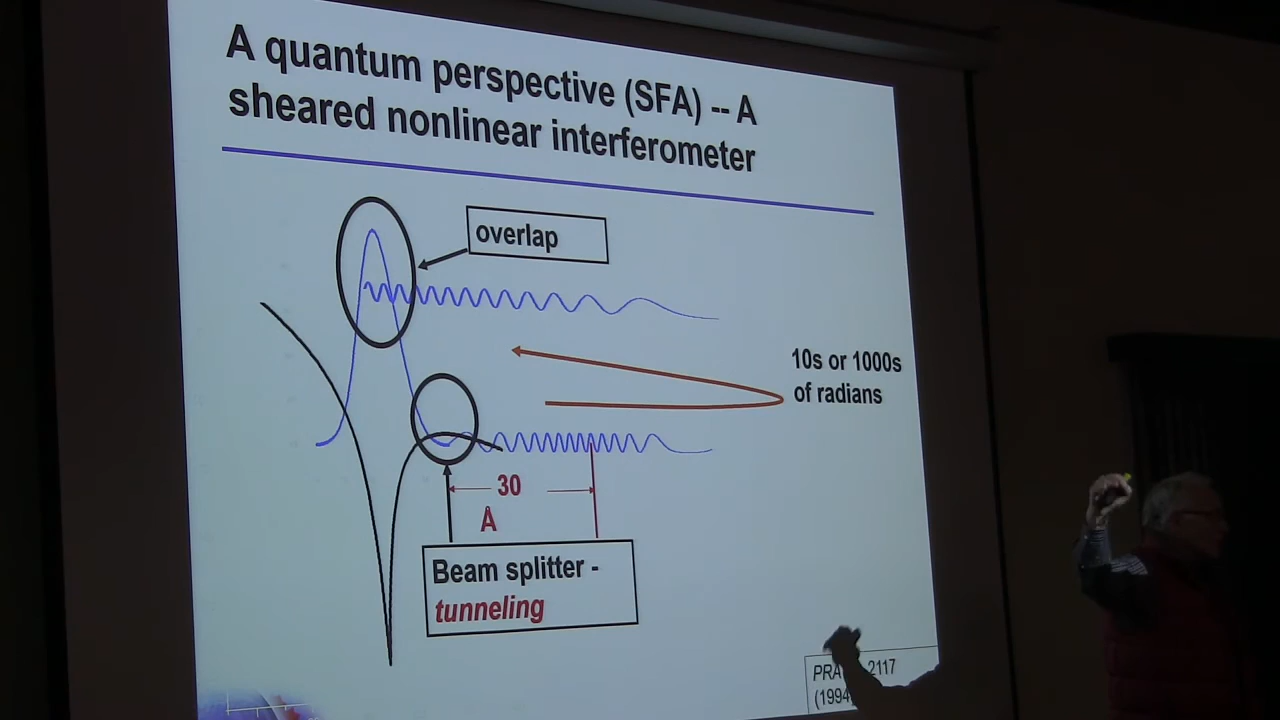 A quantum perspective (SFA) -- A
sheared nonlinear interferometer
overlap
10s or 1000s
of radians
30
Å
Beam splitter -
tunneling
PRA 2117
(1994